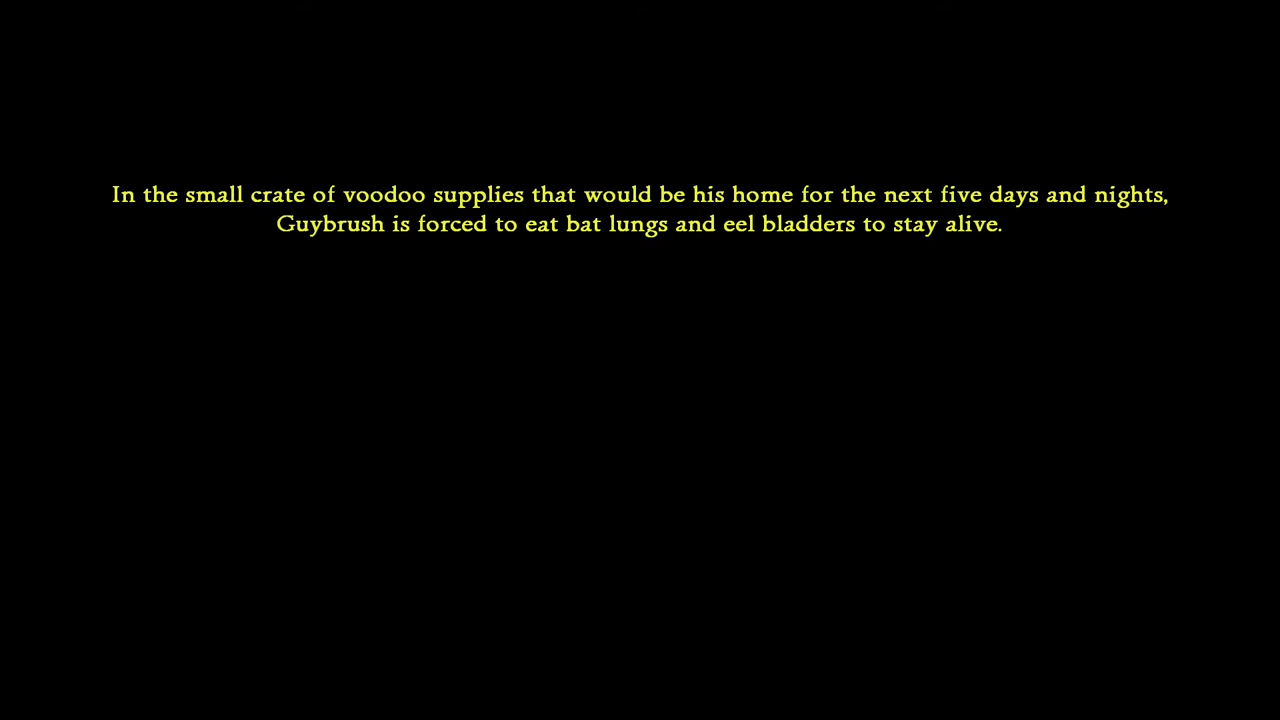 In the small crate of voodoo supplies that would be his home for the next five days and nights,
Guybrush is forced to eat bat lungs and eel bladders to stay alive.